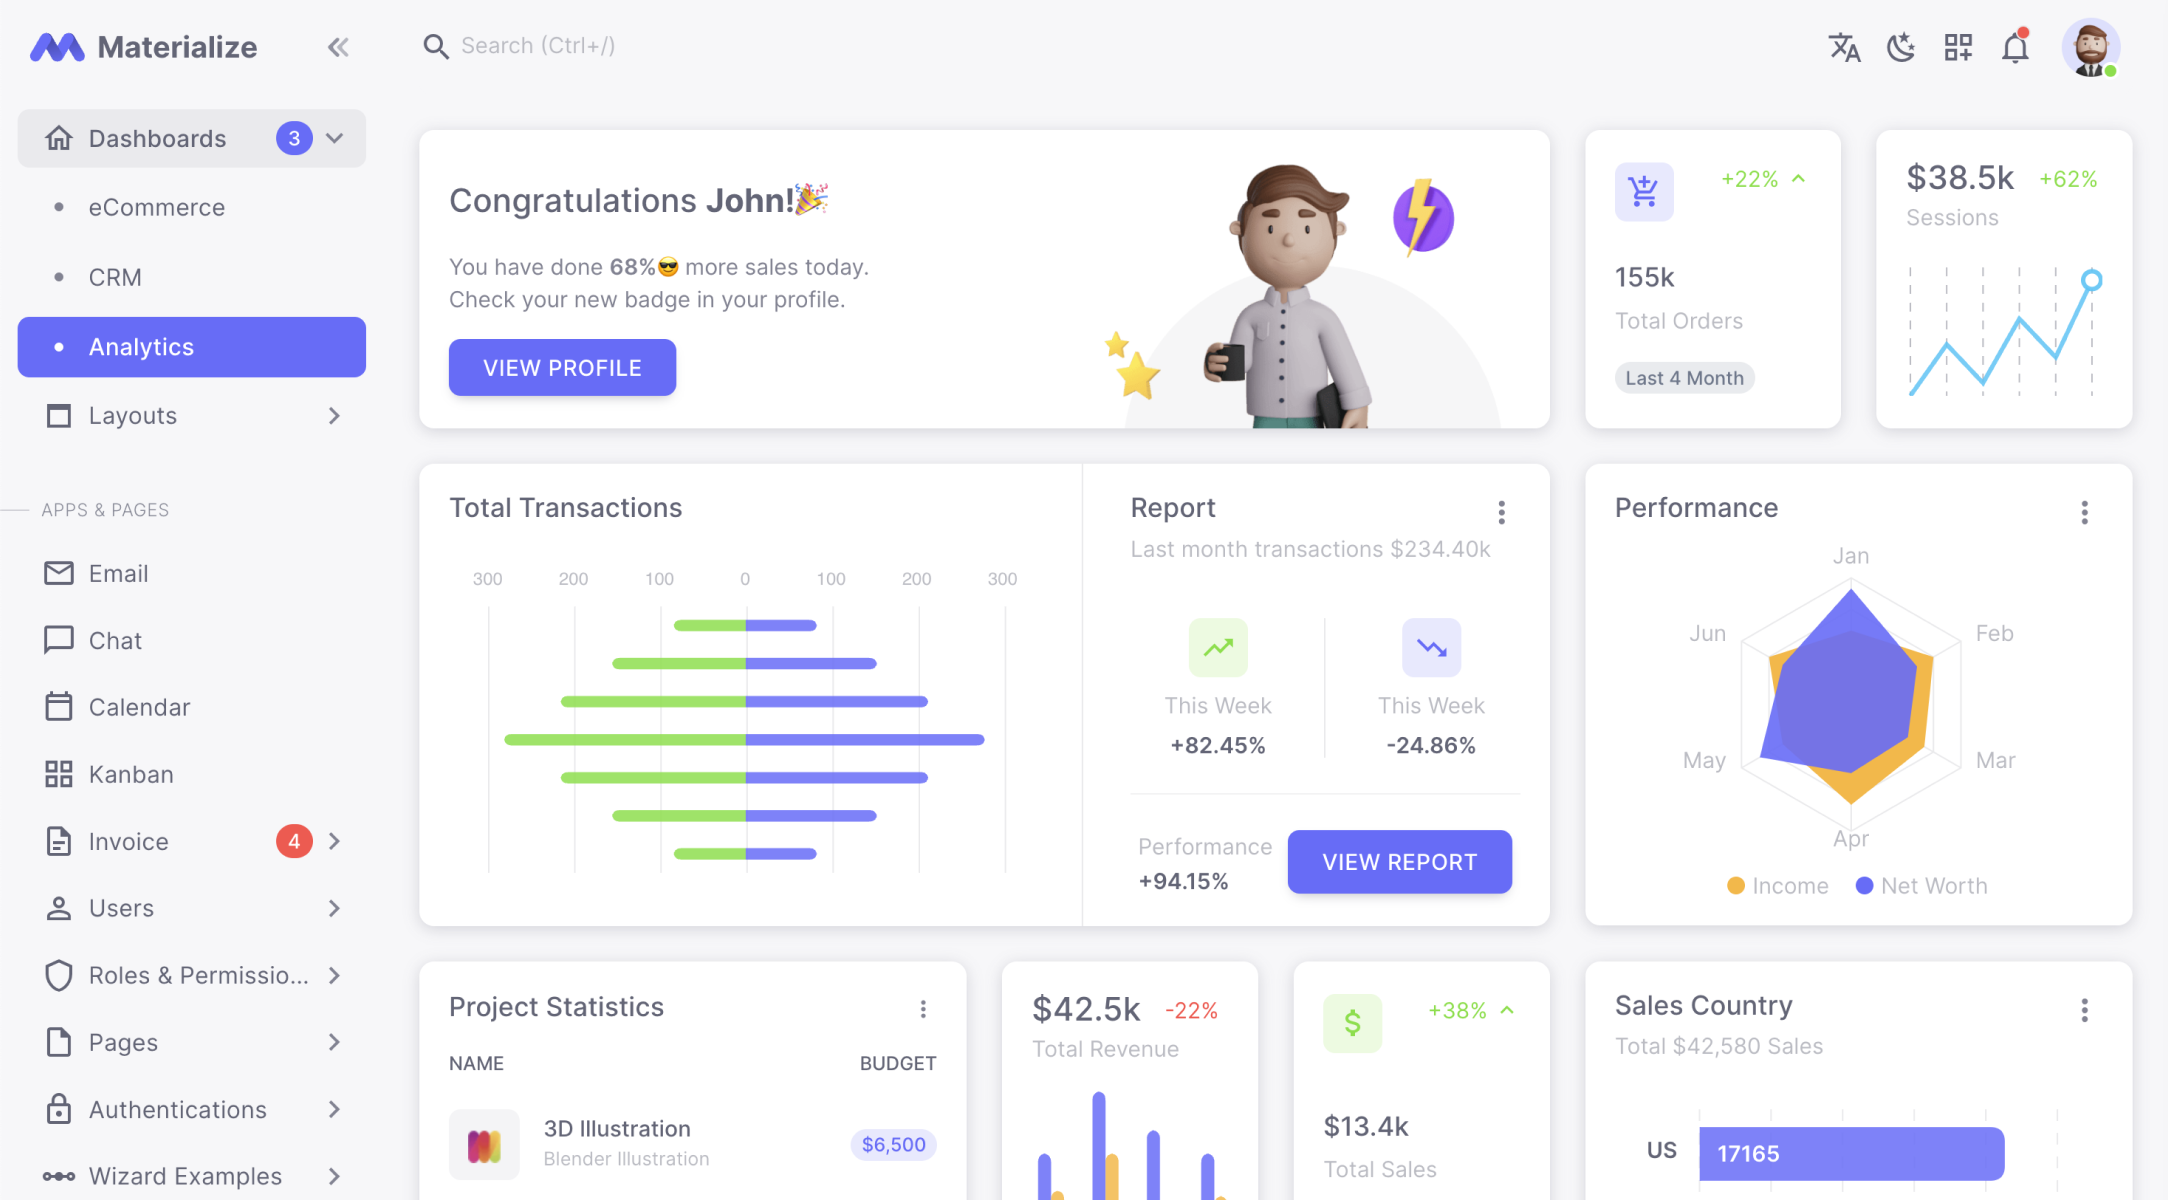 Materialize
Search (Ctrl+/)
Dashboards 3
eCommerce
CRM
Analytics
Layouts
APPS & PAGES
Email
Chat
Calendar
Kanban
Invoice 4
Users
Roles & Permissio...
Pages
Authentications
Wizard Examples
Congratulations John!🎉
You have done 68%😎 more sales today.
Check your new badge in your profile.
VIEW PROFILE
+22%
155k
Total Orders
Last 4 Month
$38.5k +62%
Sessions
Total Transactions
300 200 100 0 100 200 300
Report
Last month transactions $234.40k
This Week
+82.45%
This Week
-24.86%
Performance
+94.15%
VIEW REPORT
Performance
Jan
Feb
Mar
Apr
May
Jun
Income Net Worth
Project Statistics
NAME BUDGET
3D Illustration
Blender Illustration
$6,500
$42.5k -22%
Total Revenue
$
+38%
$13.4k
Total Sales
Sales Country
Total $42,580 Sales
US 17165